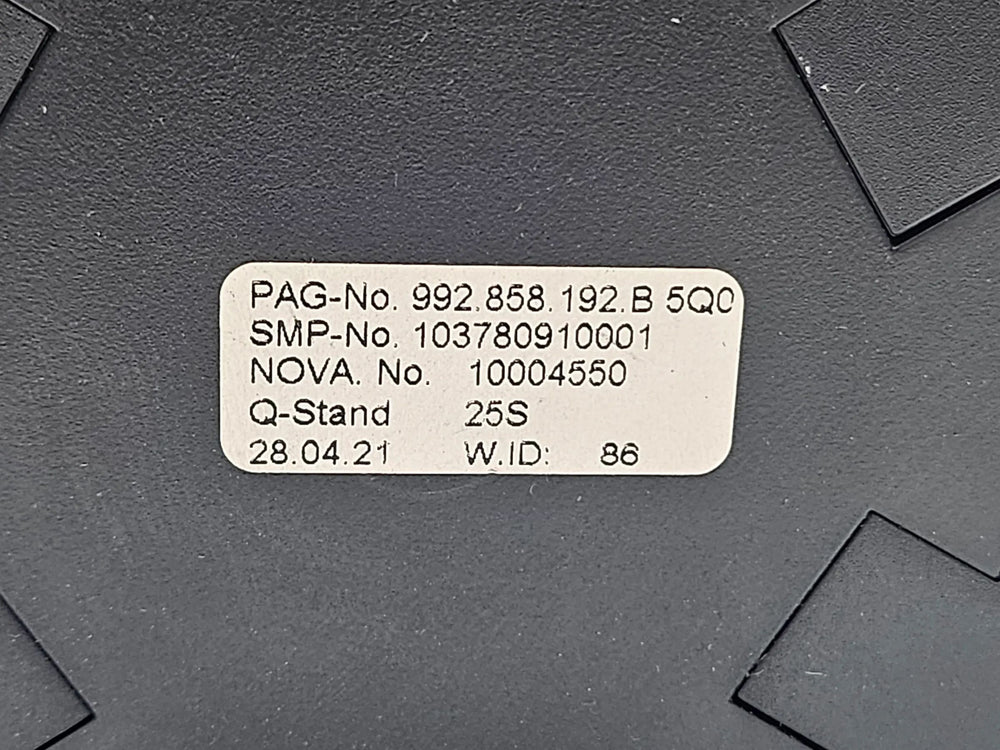 PAG-No. 992.858.192.B 5Q0
SMP-No. 103780910001
NOVA. No. 10004550
Q-Stand 25S
28.04.21 W.ID: 86